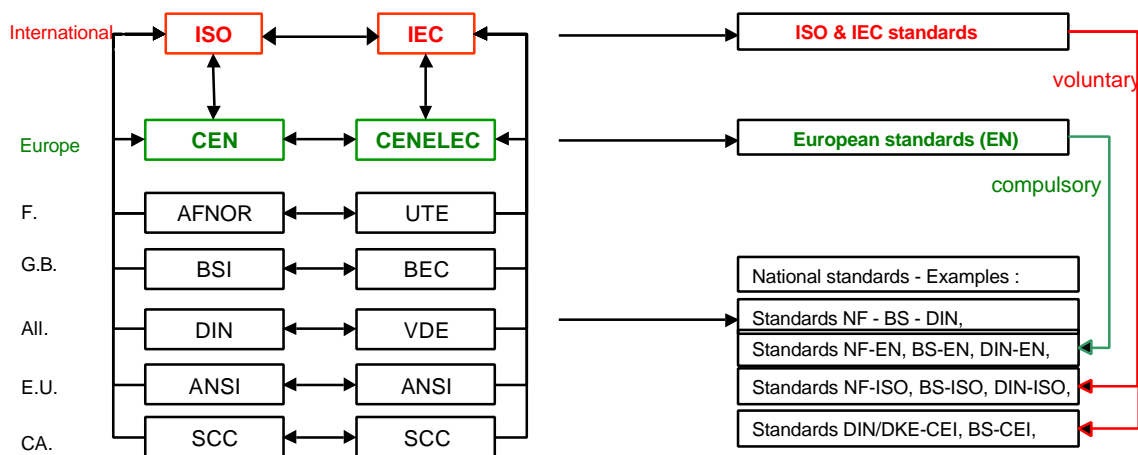 International
ISO
IEC
ISO & IEC standards
voluntary
Europe
CEN
CENELEC
European standards (EN)
compulsory
F.
AFNOR
UTE
G.B.
BSI
BEC
National standards - Examples :
All.
DIN
VDE
Standards NF - BS - DIN,
Standards NF-EN, BS-EN, DIN-EN,
E.U.
ANSI
ANSI
Standards NF-ISO, BS-ISO, DIN-ISO,
CA.
SCC
SCC
Standards DIN/DKE-CEI, BS-CEI,